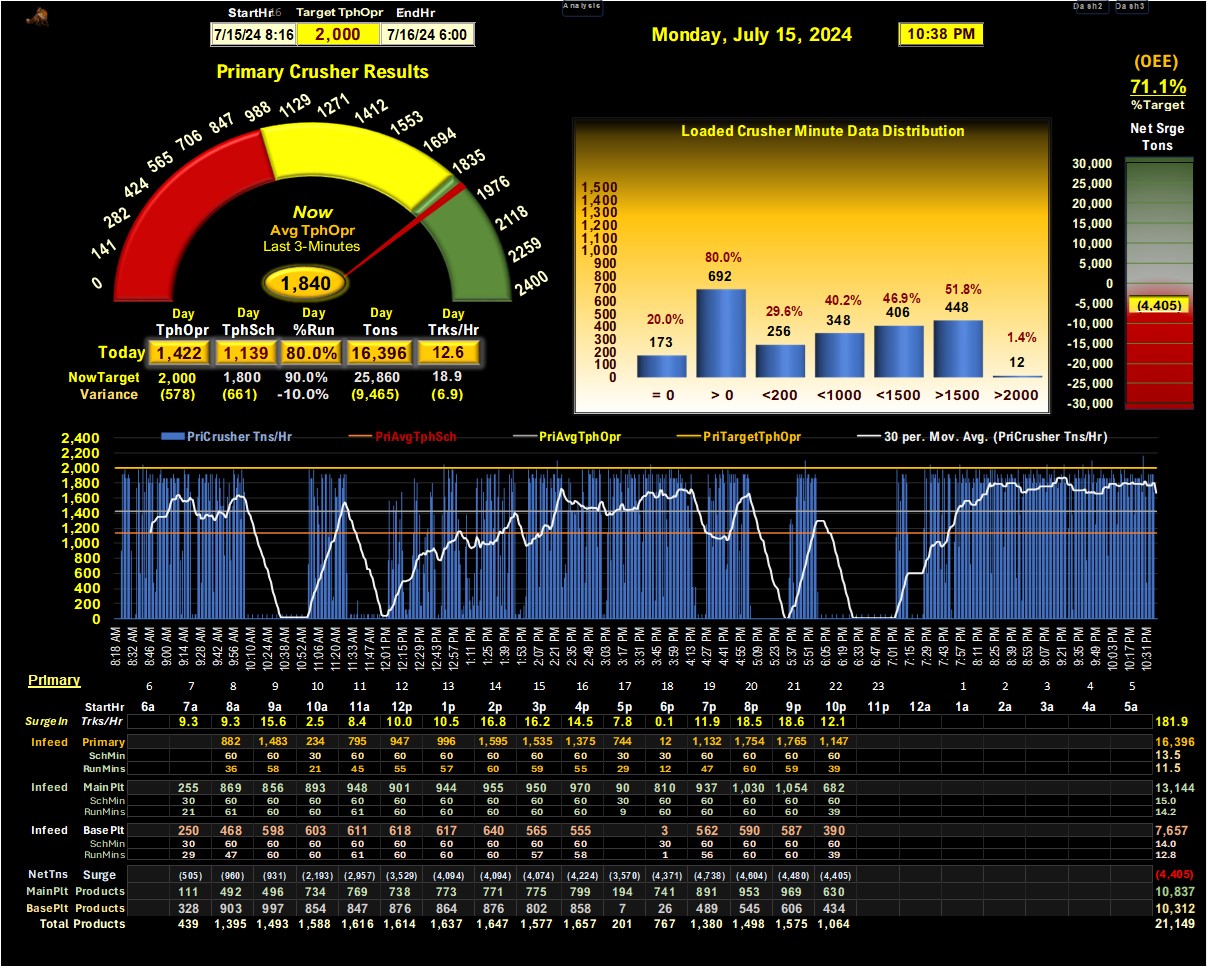 Analysis
Dash2 Dash3
StartHr 16 Target TphOpr EndHr
7/15/24 8:16 2,000 7/16/24 6:00
Monday, July 15, 2024 10:38 PM
(OEE)
71.1%
%Target
Net Srge
Tons
30,000
25,000
20,000
15,000
10,000
5,000
0
-5,000
(4,405)
-10,000
-15,000
-20,000
-25,000
-30,000
Primary Crusher Results
0 141 282 424 565 706 847 988 1129 1271 1412 1553 1694 1835 1976 2118 2259 2400
Now
Avg TphOpr
Last 3-Minutes
1,840
Day Day Day Day Day
TphOpr TphSch %Run Tons Trks/Hr
Today 1,422 1,139 80.0% 16,396 12.6
NowTarget 2,000 1,800 90.0% 25,860 18.9
Variance (578) (661) -10.0% (9,465) (6.9)
Loaded Crusher Minute Data Distribution
1,500
1,400
1,300
1,200
1,100
1,000
900
800
700
600
500
400
300
200
100
0
20.0% 80.0% 29.6% 40.2% 46.9% 51.8% 1.4%
173 692 256 348 406 448 12
= 0 > 0 <200 <1000 <1500 >1500 >2000
PriCrusher Tns/Hr PriAvgTphSch PriAvgTphOpr PriTargetTphOpr 30 per. Mov. Avg. (PriCrusher Tns/Hr)
2,400
2,200
2,000
1,800
1,600
1,400
1,200
1,000
800
600
400
200
0
8:18 AM 8:32 AM 8:46 AM 9:00 AM 9:14 AM 9:28 AM 9:42 AM 9:56 AM 10:10 AM 10:24 AM 10:38 AM 10:52 AM 11:06 AM 11:20 AM 11:33 AM 11:47 AM 12:01 PM 12:15 PM 12:29 PM 12:43 PM 12:57 PM 1:11 PM 1:25 PM 1:39 PM 1:53 PM 2:07 PM 2:21 PM 2:35 PM 2:49 PM 3:03 PM 3:17 PM 3:31 PM 3:45 PM 3:59 PM 4:13 PM 4:27 PM 4:41 PM 4:55 PM 5:09 PM 5:23 PM 5:37 PM 5:51 PM 6:05 PM 6:19 PM 6:33 PM 6:47 PM 7:01 PM 7:15 PM 7:29 PM 7:43 PM 7:57 PM 8:11 PM 8:25 PM 8:39 PM 8:53 PM 9:07 PM 9:21 PM 9:35 PM 9:49 PM 10:03 PM 10:17 PM 10:31 PM
Primary
6 7 8 9 10 11 12 13 14 15 16 17 18 19 20 21 22 23 1 2 3 4 5
StartHr 6a 7a 8a 9a 10a 11a 12p 1p 2p 3p 4p 5p 6p 7p 8p 9p 10p 11p 12a 1a 2a 3a 4a 5a
SurgeIn Trks/Hr 9.3 9.3 15.6 2.5 8.4 10.0 10.5 16.8 16.2 14.5 7.8 0.1 11.9 18.5 18.6 12.1 181.9
Infeed Primary 882 1,483 234 795 947 996 1,595 1,535 1,375 744 12 1,132 1,754 1,765 1,147 16,396
SchMin 60 60 30 60 60 60 60 60 60 30 30 60 60 60 60 13.5
RunMins 36 58 21 45 55 57 60 59 55 29 12 47 60 59 39 11.5
Infeed MainPlt 255 869 856 893 948 901 944 955 950 970 90 810 937 1,030 1,054 682 13,144
SchMin 30 60 60 60 60 60 60 60 60 60 30 60 60 60 60 60 15.0
RunMins 21 61 60 60 61 60 60 60 60 60 9 60 60 60 60 39 14.2
Infeed BasePlt 250 468 598 603 611 618 617 640 565 555 3 562 590 587 390 7,657
SchMin 30 60 60 60 60 60 60 60 60 60 30 60 60 60 60 14.0
RunMins 29 47 60 60 61 60 60 60 57 58 1 56 60 60 39 12.8
NetTns Surge (505) (960) (931) (2,193) (2,957) (3,529) (4,094) (4,094) (4,074) (4,224) (3,570) (4,371) (4,738) (4,604) (4,480) (4,405) (4,405)
MainPlt Products 111 492 496 734 769 738 773 771 775 799 194 741 891 953 969 630 10,837
BasePlt Products 328 903 997 854 847 876 864 876 802 858 7 26 489 545 606 434 10,312
Total Products 439 1,395 1,493 1,588 1,616 1,614 1,637 1,647 1,577 1,657 201 767 1,380 1,498 1,575 1,064 21,149